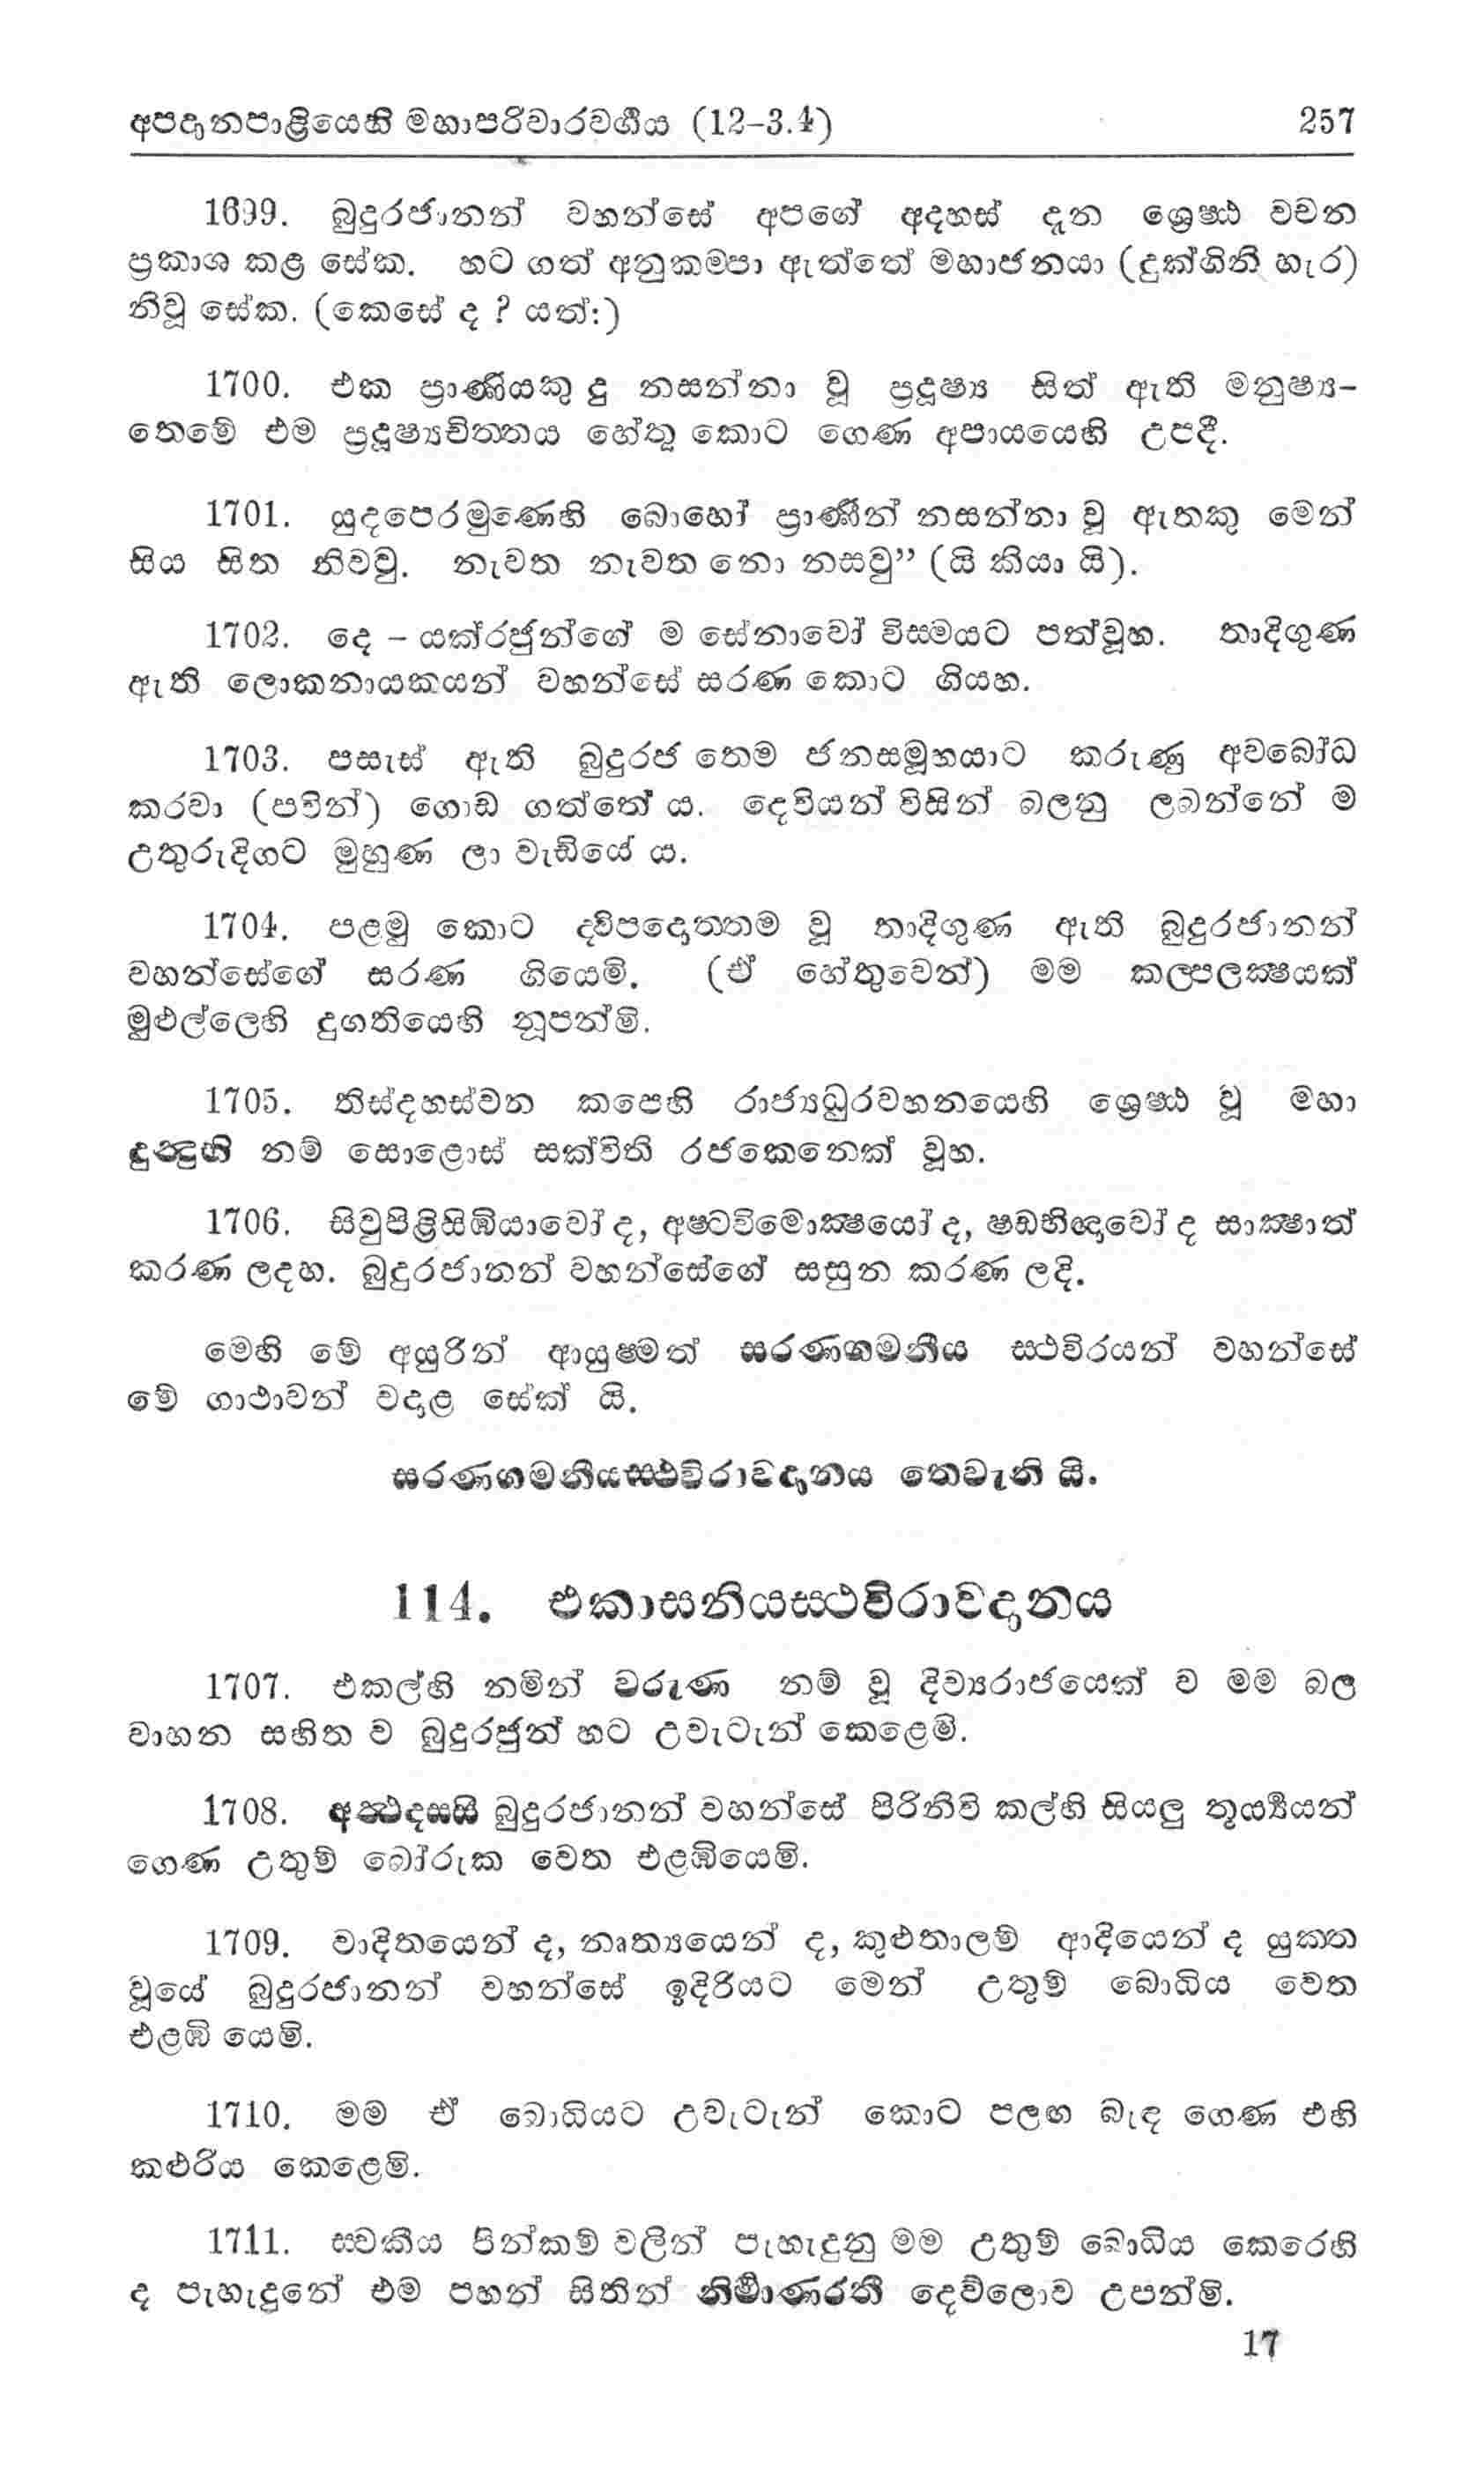 අපදානපාළියෙහි මහාපරිවාරවර්‍ගය (12-3.4) 257
1699. බුදුරජානන් වහන්සේ අපගේ අදහස් දැන ශ්‍රෙෂ්ඨ වචන
ප්‍රකාශ කළ සේක. හට ගත් අනුකම්පා ඇත්තේ මහාජනයා (දුක්ගිනි හැර)
නිවූ සේක. (කෙසේ ද ? යත්:)
1700. එක ප්‍රාණියකු දු නසන්නා වූ ප්‍රදූෂ්‍ය සිත් ඇති මනුෂ්‍ය-
තෙමේ එම ප්‍රදූෂ්‍යචිත්තය හේතු කොට ගෙණ අපායයෙහි උපදී.
1701. යුදපෙරමුණෙහි බොහෝ ප්‍රාණීන් නසන්නා වූ ඇතකු මෙන්
සිය සිත නිවවු. නැවත නැවත නො නසවු” (යි කියා යි).
1702. දෙ – යක්රජුන්ගේ ම සේනාවෝ විස්මයට පත්වූහ. තාදිගුණ
ඇති ලොකනායකයන් වහන්සේ සරණ කොට ගියහ.
1703. පසැස් ඇති බුදුරජ තෙම ජනසමූහයාට කරුණු අවබෝධ
කරවා (පවින්) ගොඩ ගත්තේ ය. දෙවියන් විසින් බලනු ලබන්නේ ම
උතුරුදිගට මුහුණ ලා වැඩියේ ය.
1704. පළමු කොට ද්විපදොත්තම වූ තාදිගුණ ඇති බුදුරජානන්
වහන්සේගේ සරණ ගියෙමි. (ඒ හේතුවෙන්) මම කල්පලක්‍ෂයක්
මුළුල්ලෙහි දුගතියෙහි නූපන්මි.
1705. තිස්දහස්වන කපෙහි රාජ්‍යධුරවහනයෙහි ශ්‍රෙෂ්ඨ වූ මහා
දුන්දුභි නම් සොළොස් සක්විති රජකෙනෙක් වූහ.
1706. සිවුපිළිසිඹියාවෝ ද, අෂ්ටවිමොක්‍ෂයෝ ද, ෂඩභිඥාවෝ ද සාක්‍ෂාත්
කරණ ලදහ. බුදුරජානන් වහන්සේගේ සසුන කරණ ලදි.
මෙහි මේ අයුරින් ආයුෂ්මත් සරණගමනීය ස්ථවිරයන් වහන්සේ
මේ ගාථාවන් වදාළ සේක් යි.
සරණගමනීයස්ථවිරාවදානය තෙවැනි යි.
114. එකාසනියස්ථවිරාවදානය
1707. එකල්හි නමින් වරුණ නම් වූ දිව්‍යරාජයෙක් ව මම බල
වාහන සහිත ව බුදුරජුන් හට උවැටැන් කෙළෙමි.
1708. අත්ථදස්සි බුදුරජානන් වහන්සේ පිරිනිවි කල්හි සියලු තූර්‍ය්‍යයන්
ගෙණ උතුම් බෝරුක වෙත එළඹියෙමි.
1709. වාදිතයෙන් ද, නෘත්‍යයෙන් ද, කුළුතාලම් ආදියෙන් ද යුක්ත
වූයේ බුදුරජානන් වහන්සේ ඉදිරියට මෙන් උතුම් බොධිය වෙත
එළඹි යෙමි.
1710. මම ඒ බොධියට උවැටැන් කොට පලඟ බැඳ ගෙණ එහි
කළුරිය කෙළෙමි.
1711. ස්වකීය පින්කම් වලින් පැහැදුනු මම උතුම් බොධිය කෙරෙහි
ද පැහැදුනේ එම පහන් සිතින් නිර්‍මාණරතී දෙව්ලොව උපන්මි.
17